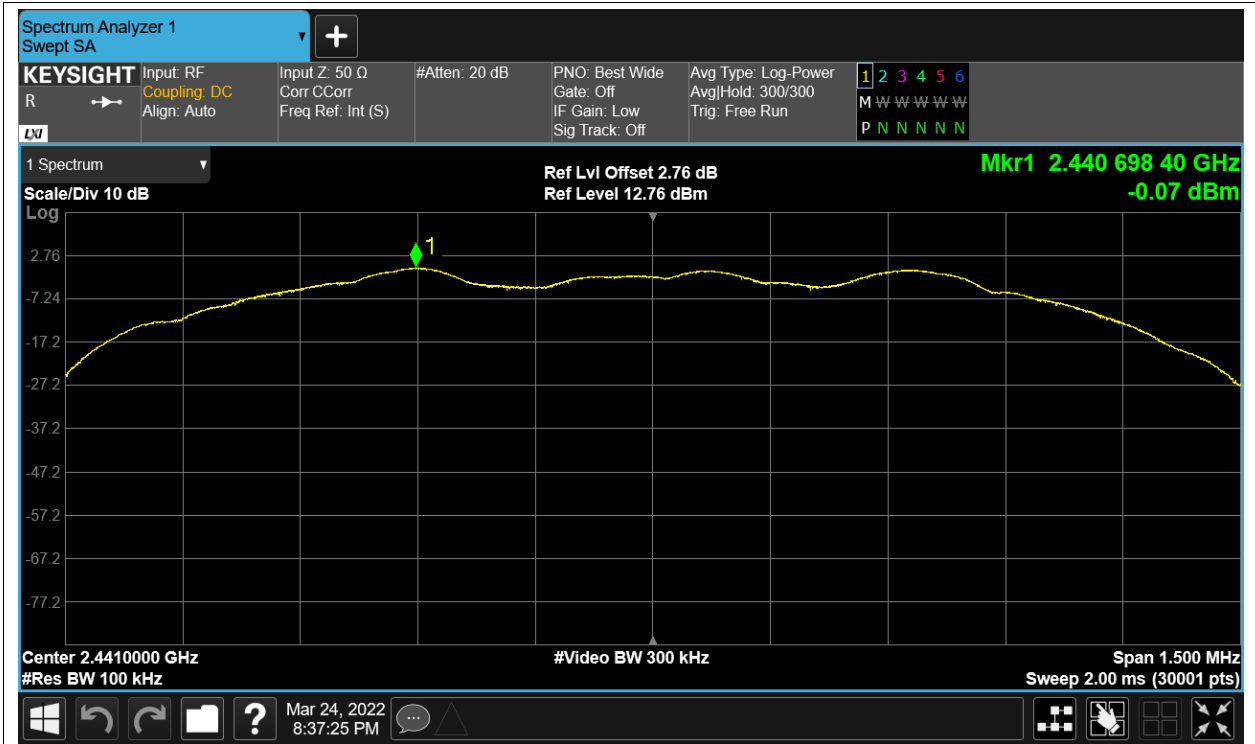 Spectrum Analyzer 1
Swept SA
KEYSIGHT
R
LXI
Input: RF
Coupling: DC
Align: Auto
Input Z: 50 Ω
Corr CCorr
Freq Ref: Int (S)
#Atten: 20 dB
PNO: Best Wide
Gate: Off
IF Gain: Low
Sig Track: Off
Avg Type: Log-Power
Avg|Hold: 300/300
Trig: Free Run
1 2 3 4 5 6
M W W W W W
P N N N N N
1 Spectrum
Scale/Div 10 dB
Log
Ref Lvl Offset 2.76 dB
Ref Level 12.76 dBm
Mkr1 2.440 698 40 GHz
-0.07 dBm
1
2.76
-7.24
-17.2
-27.2
-37.2
-47.2
-57.2
-67.2
-77.2
Center 2.4410000 GHz
#Res BW 100 kHz
#Video BW 300 kHz
Span 1.500 MHz
Sweep 2.00 ms (30001 pts)
?
Mar 24, 2022
8:37:25 PM